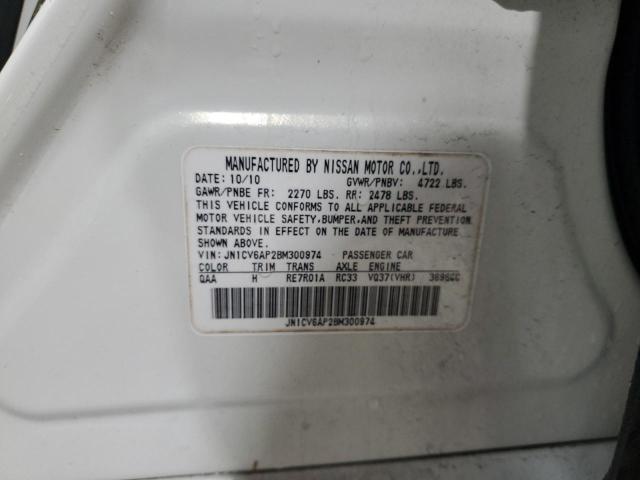 MANUFACTURED BY NISSAN MOTOR CO.,LTD.
DATE: 10/10 GVWR/PNBV: 4722 LBS.
GAWR/PNBE FR: 2270 LBS. RR: 2478 LBS.
THIS VEHICLE CONFORMS TO ALL APPLICABLE FEDERAL
MOTOR VEHICLE SAFETY,BUMPER,AND THEFT PREVENTION
STANDARDS IN EFFECT ON THE DATE OF MANUFACTURE
SHOWN ABOVE.
VIN: JN1CV6AP2BM300974 PASSENGER CAR
COLOR TRIM TRANS AXLE ENGINE
QAA H RE7R01A RC33 VQ37(VHR) 3696CC
JN1CV6AP2BM300974